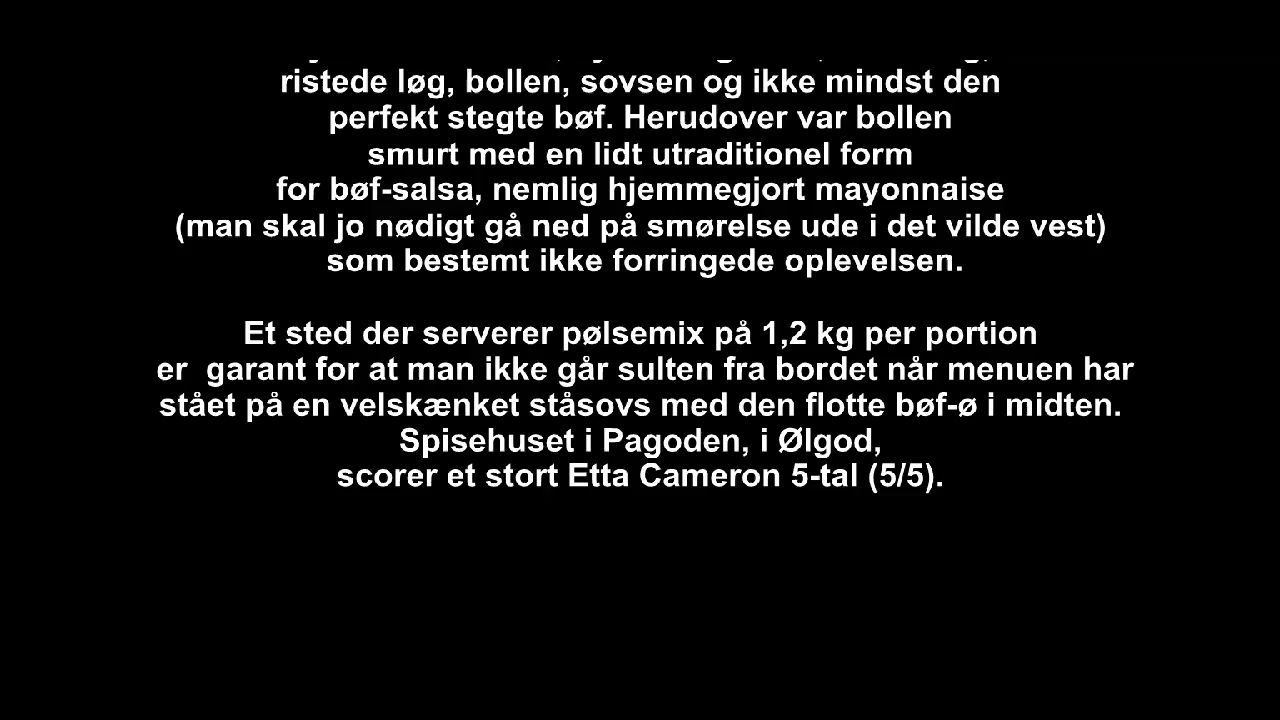 ristede løg, bollen, sovsen og ikke mindst den
perfekt stegte bøf. Herudover var bollen
smurt med en lidt utraditionel form
for bøf-salsa, nemlig hjemmegjort mayonnaise
(man skal jo nødigt gå ned på smørelse ude i det vilde vest)
som bestemt ikke forringede oplevelsen.
Et sted der serverer pølsemix på 1,2 kg per portion
er  garant for at man ikke går sulten fra bordet når menuen har
stået på en velskænket ståsovs med den flotte bøf-ø i midten.
Spisehuset i Pagoden, i Ølgod,
scorer et stort Etta Cameron 5-tal (5/5).